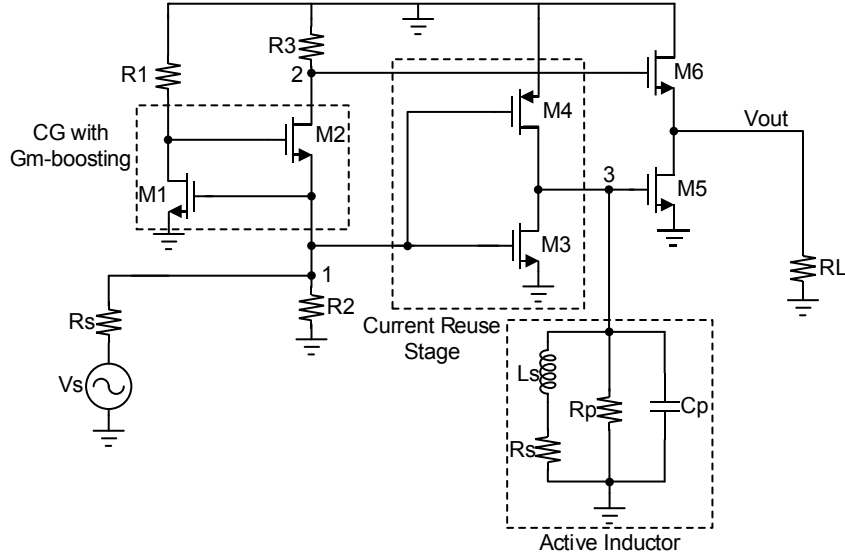 R1
R3
2
M6
M4
CG with
Gm-boosting
M2
Vout
M1
3
M5
M3
1
R2
RL
Rs
Current Reuse
Stage
Vs
Ls
Rp
Cp
Rs
Active Inductor